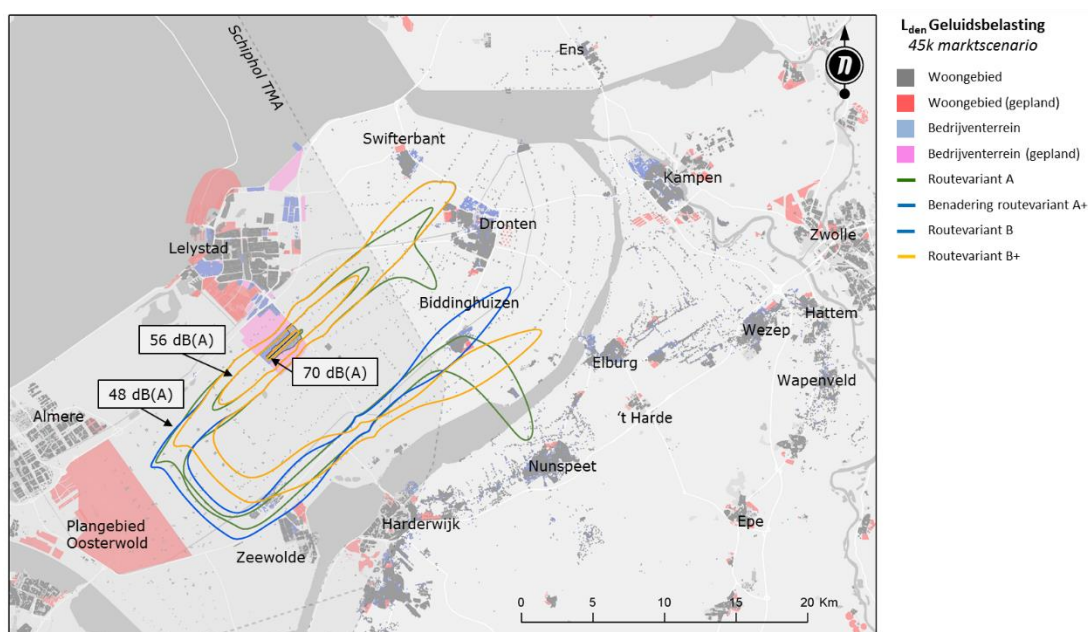 Schiphol TMA
Ens
Swifterbant
Kampen
Dronten
Zwolle
Lelystad
Biddinghuizen
Hattem
Wezep
56 dB(A)
70 dB(A)
Elburg
Wapenveld
48 dB(A)
Almere
't Harde
Nunspeet
Plangebied
Oosterwold
Harderwijk
Epe
Zeewolde
0 5 10 15 20 Km
Lden Geluidsbelasting
45k marktscenario
Woongebied
Woongebied (gepland)
Bedrijventerrein
Bedrijventerrein (gepland)
Routevariant A
Benadering routevariant A+
Routevariant B
Routevariant B+